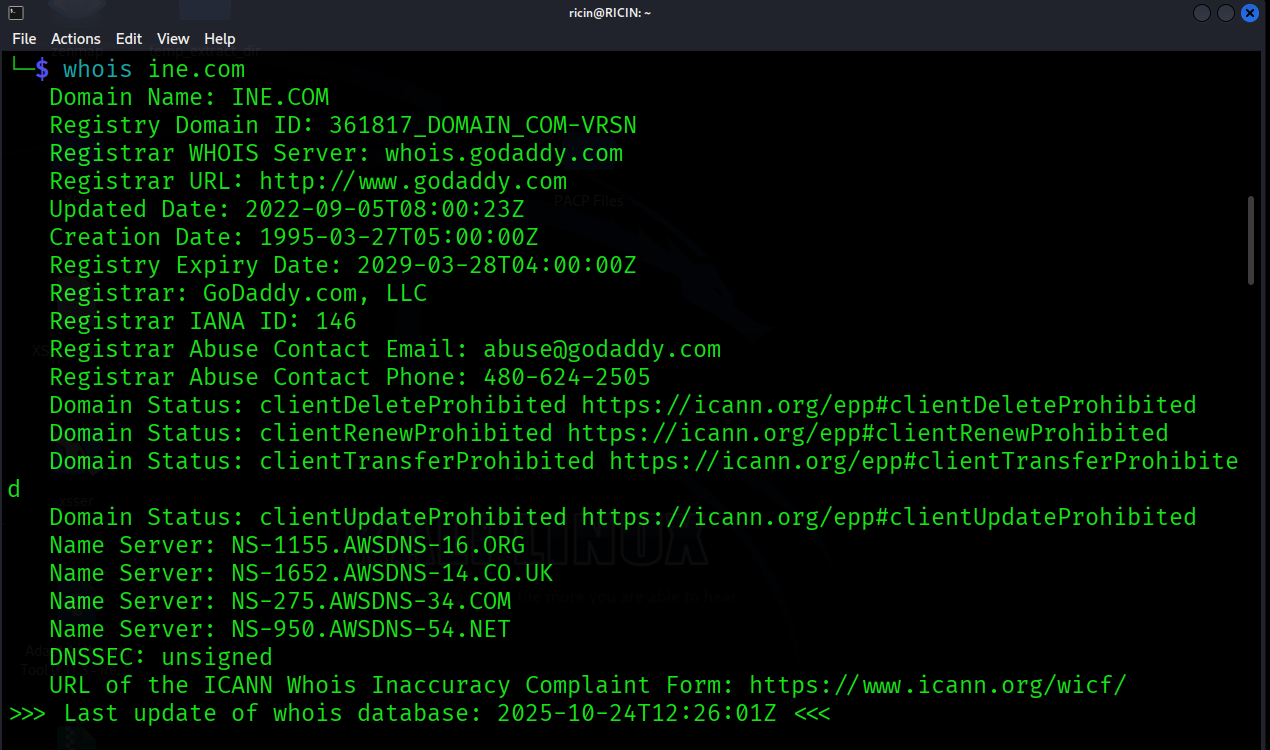 ricin@RICIN: ~
File Actions Edit View Help
└─$ whois ine.com
Domain Name: INE.COM
Registry Domain ID: 361817_DOMAIN_COM-VRSN
Registrar WHOIS Server: whois.godaddy.com
Registrar URL: http://www.godaddy.com
Updated Date: 2022-09-05T08:00:23Z
Creation Date: 1995-03-27T05:00:00Z
Registry Expiry Date: 2029-03-28T04:00:00Z
Registrar: GoDaddy.com, LLC
Registrar IANA ID: 146
Registrar Abuse Contact Email: abuse@godaddy.com
Registrar Abuse Contact Phone: 480-624-2505
Domain Status: clientDeleteProhibited https://icann.org/epp#clientDeleteProhibited
Domain Status: clientRenewProhibited https://icann.org/epp#clientRenewProhibited
Domain Status: clientTransferProhibited https://icann.org/epp#clientTransferProhibite
d
Domain Status: clientUpdateProhibited https://icann.org/epp#clientUpdateProhibited
Name Server: NS-1155.AWSDNS-16.ORG
Name Server: NS-1652.AWSDNS-14.CO.UK
Name Server: NS-275.AWSDNS-34.COM
Name Server: NS-950.AWSDNS-54.NET
DNSSEC: unsigned
URL of the ICANN Whois Inaccuracy Complaint Form: https://www.icann.org/wicf/
>>> Last update of whois database: 2025-10-24T12:26:01Z <<<
PACP Files